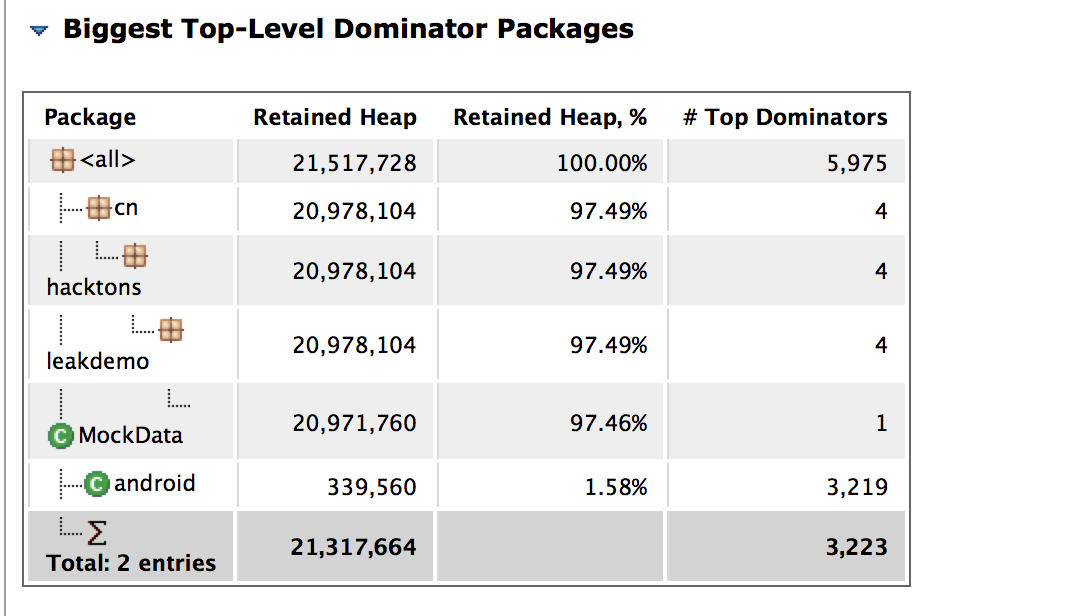 Biggest Top-Level Dominator Packages
Package Retained Heap Retained Heap, % # Top Dominators
<all> 21,517,728 100.00% 5,975
cn 20,978,104 97.49% 4
hacktons 20,978,104 97.49% 4
leakdemo 20,978,104 97.49% 4
C MockData 20,971,760 97.46% 1
C android 339,560 1.58% 3,219
Σ
Total: 2 entries 21,317,664 3,223